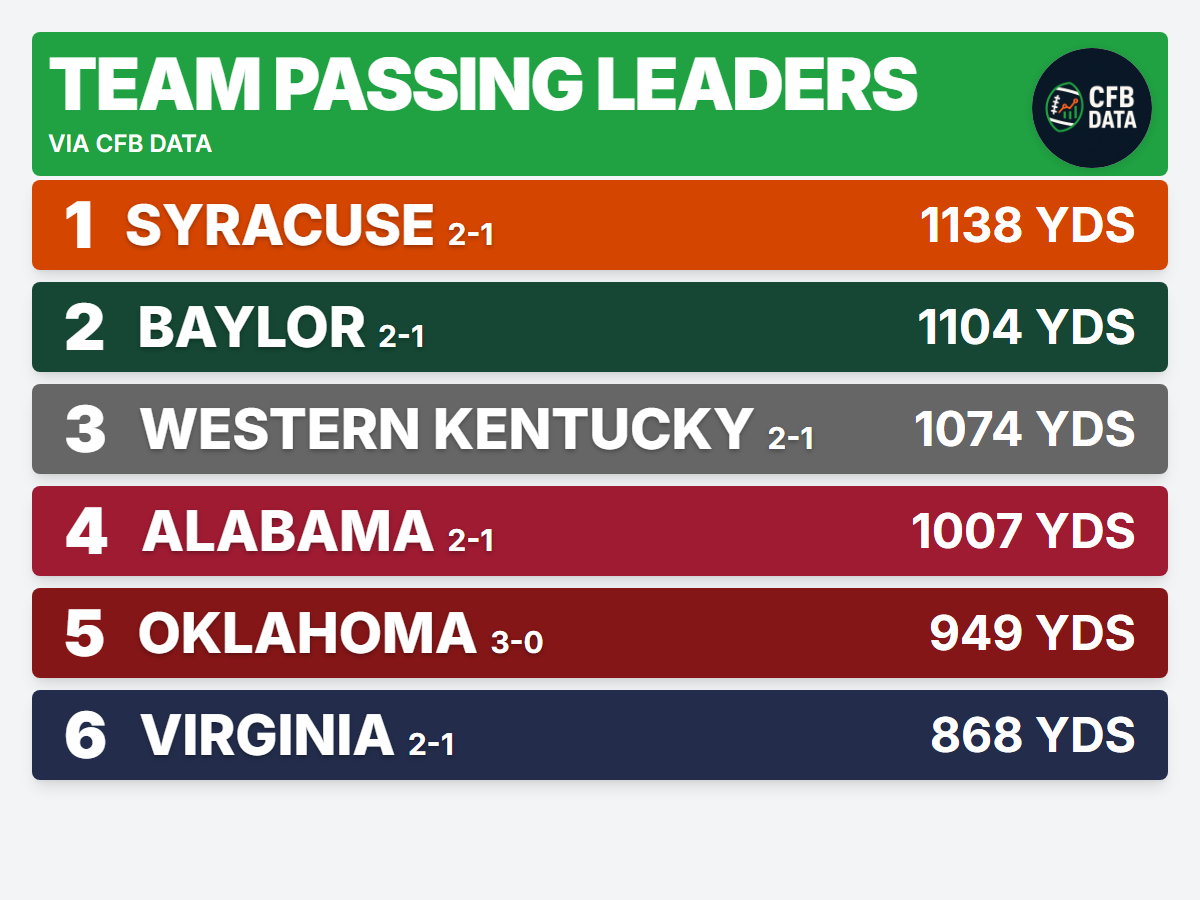 TEAM PASSING LEADERS
VIA CFB DATA
CFB
DATA
1 SYRACUSE 2-1 1138 YDS
2 BAYLOR 2-1 1104 YDS
3 WESTERN KENTUCKY 2-1 1074 YDS
4 ALABAMA 2-1 1007 YDS
5 OKLAHOMA 3-0 949 YDS
6 VIRGINIA 2-1 868 YDS